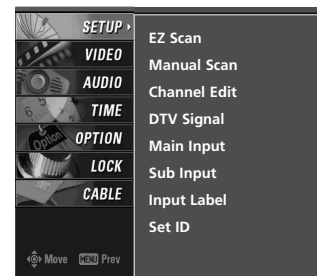 SETUP
VIDEO
AUDIO
TIME
OPTION
LOCK
CABLE
Move MENU Prev
EZ Scan
Manual Scan
Channel Edit
DTV Signal
Main Input
Sub Input
Input Label
Set ID